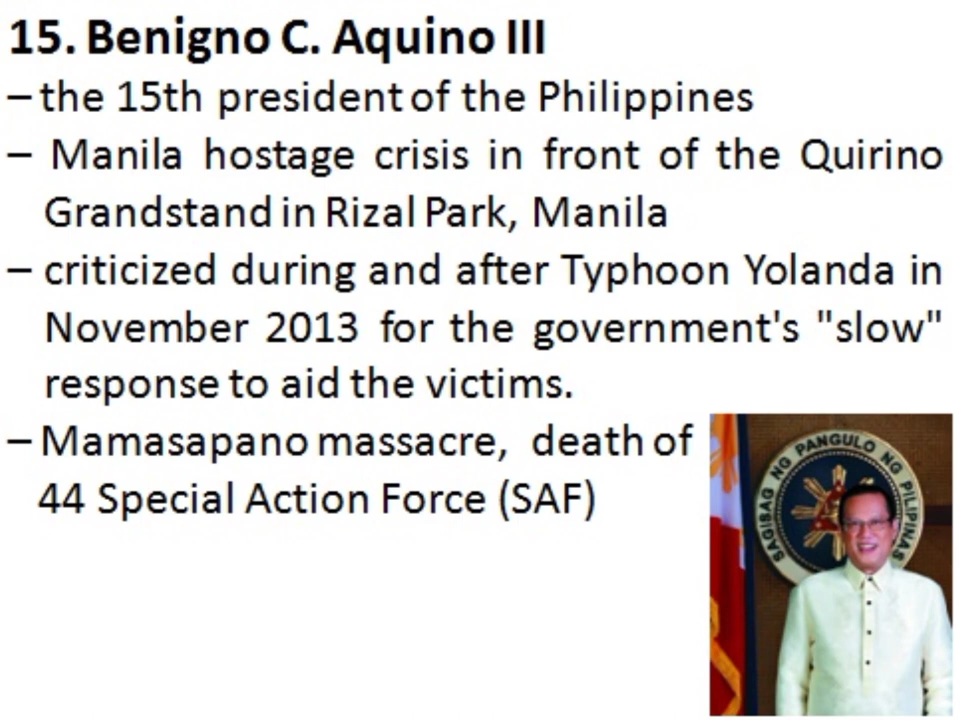 15. Benigno C. Aquino III
– the 15th president of the Philippines
– Manila hostage crisis in front of the Quirino
Grandstand in Rizal Park, Manila
– criticized during and after Typhoon Yolanda in
November 2013 for the government's "slow"
response to aid the victims.
– Mamasapano massacre, death of
44 Special Action Force (SAF)
SAGISAG NG PANGULO NG PILIPINAS